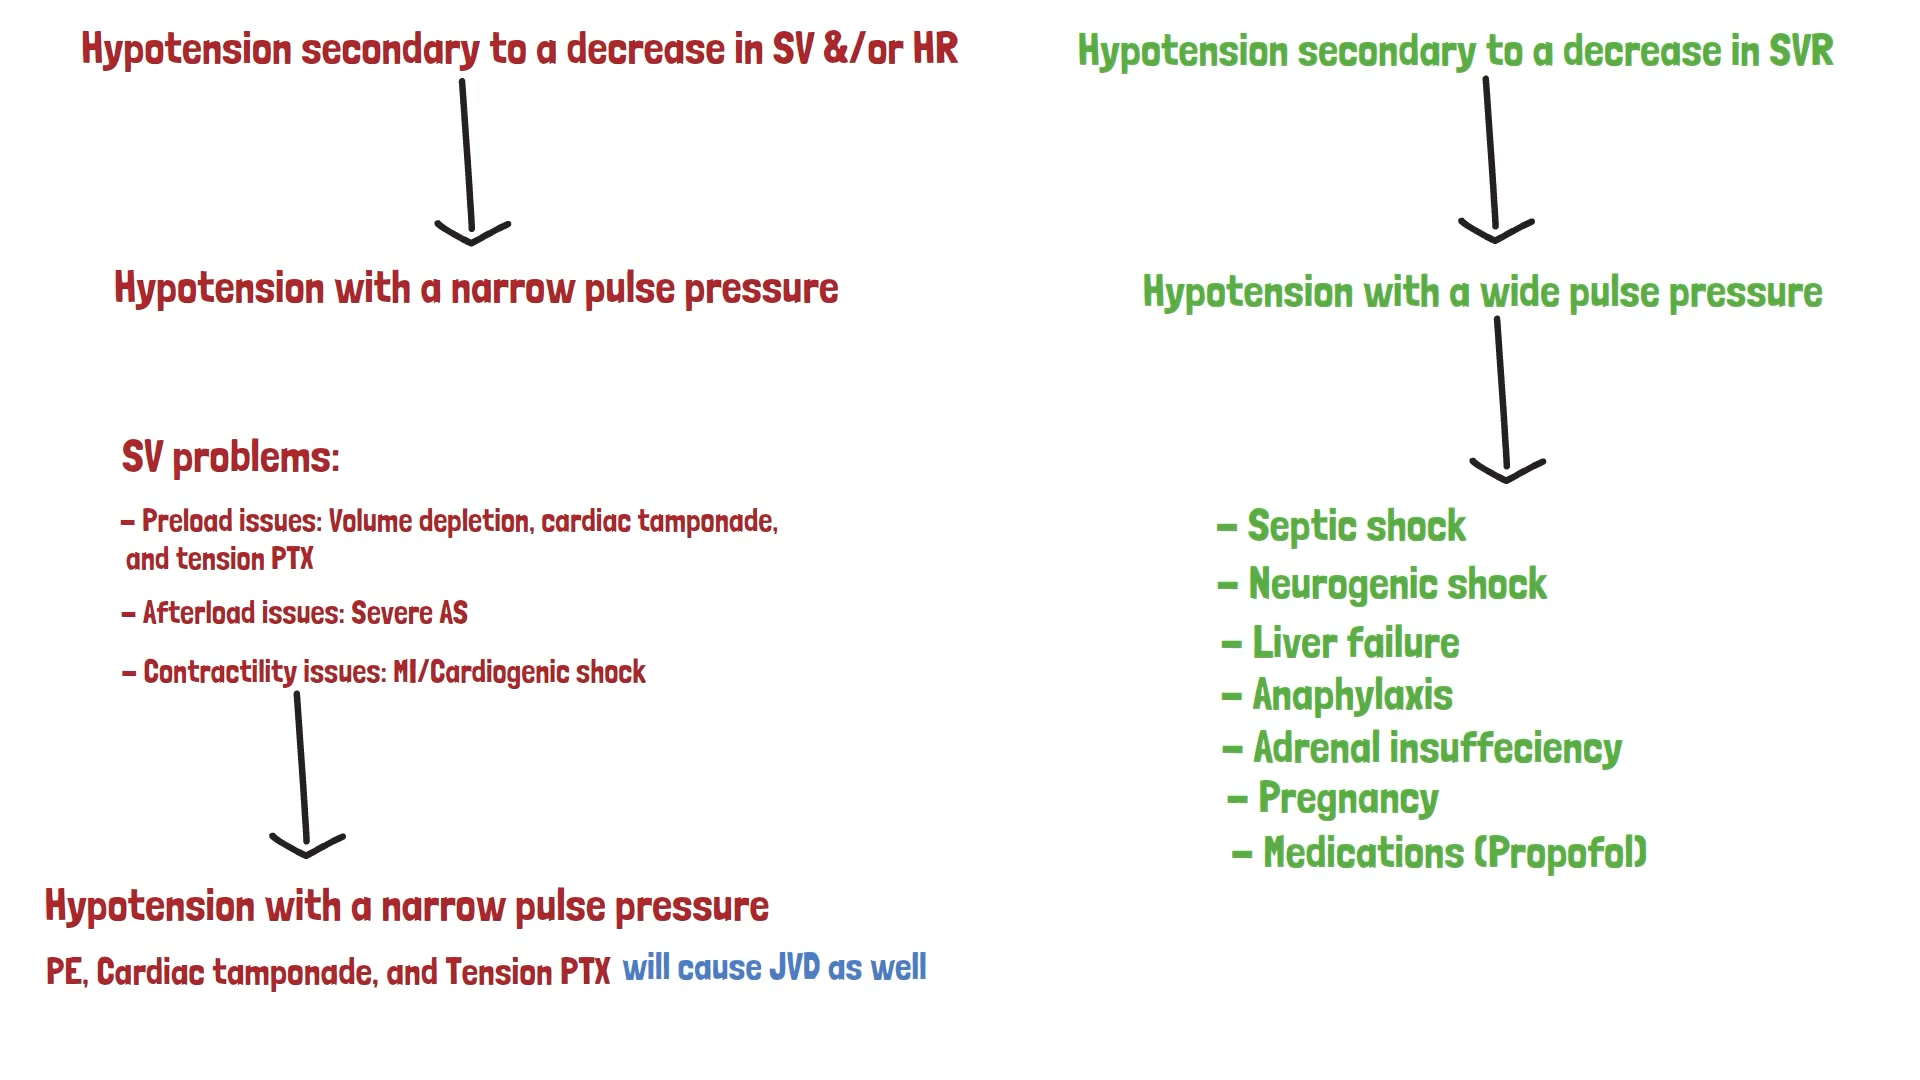 Hypotension secondary to a decrease in SV &/or HR
Hypotension with a narrow pulse pressure
SV problems:
– Preload issues: Volume depletion, cardiac tamponade,
and tension PTX
– Afterload issues: Severe AS
– Contractility issues: MI/Cardiogenic shock
Hypotension with a narrow pulse pressure
PE, Cardiac tamponade, and Tension PTX will cause JVD as well
Hypotension secondary to a decrease in SVR
Hypotension with a wide pulse pressure
– Septic shock
– Neurogenic shock
– Liver failure
– Anaphylaxis
– Adrenal insuffeciency
– Pregnancy
– Medications (Propofol)